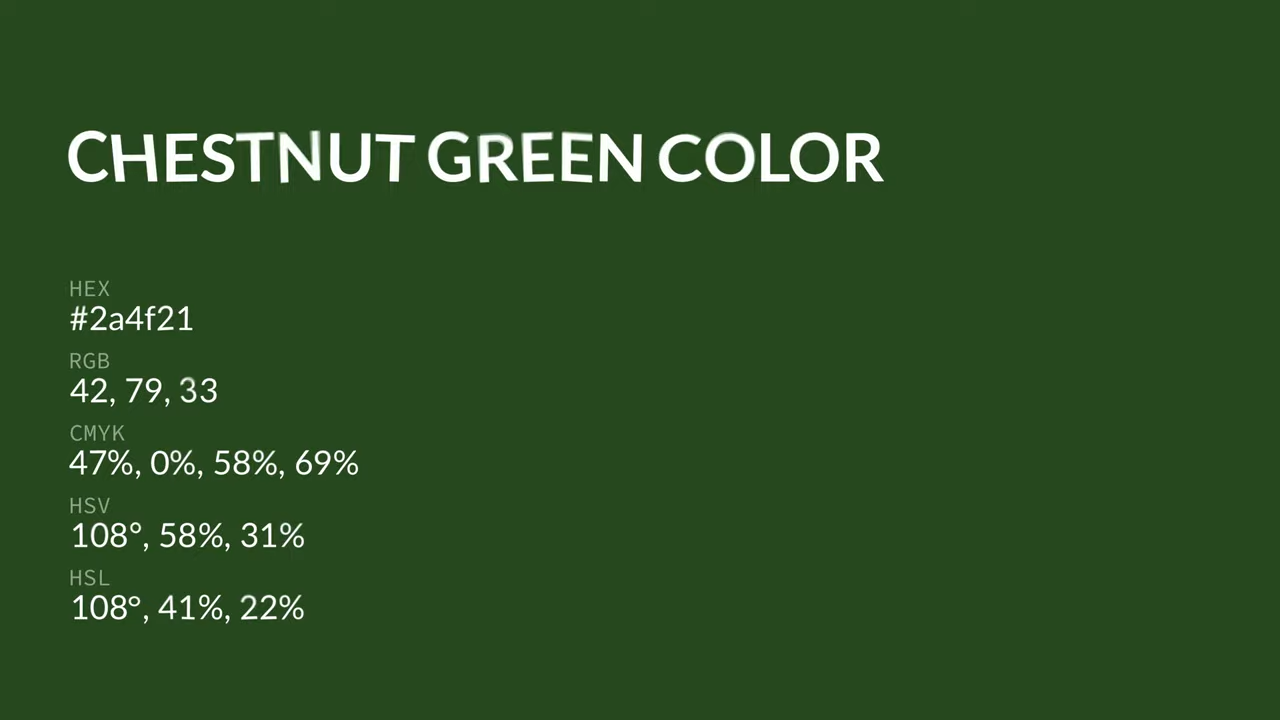 CHESTNUT GREEN COLOR
HEX
#2a4f21
RGB
42, 79, 33
CMYK
47%, 0%, 58%, 69%
HSV
108°, 58%, 31%
HSL
108°, 41%, 22%